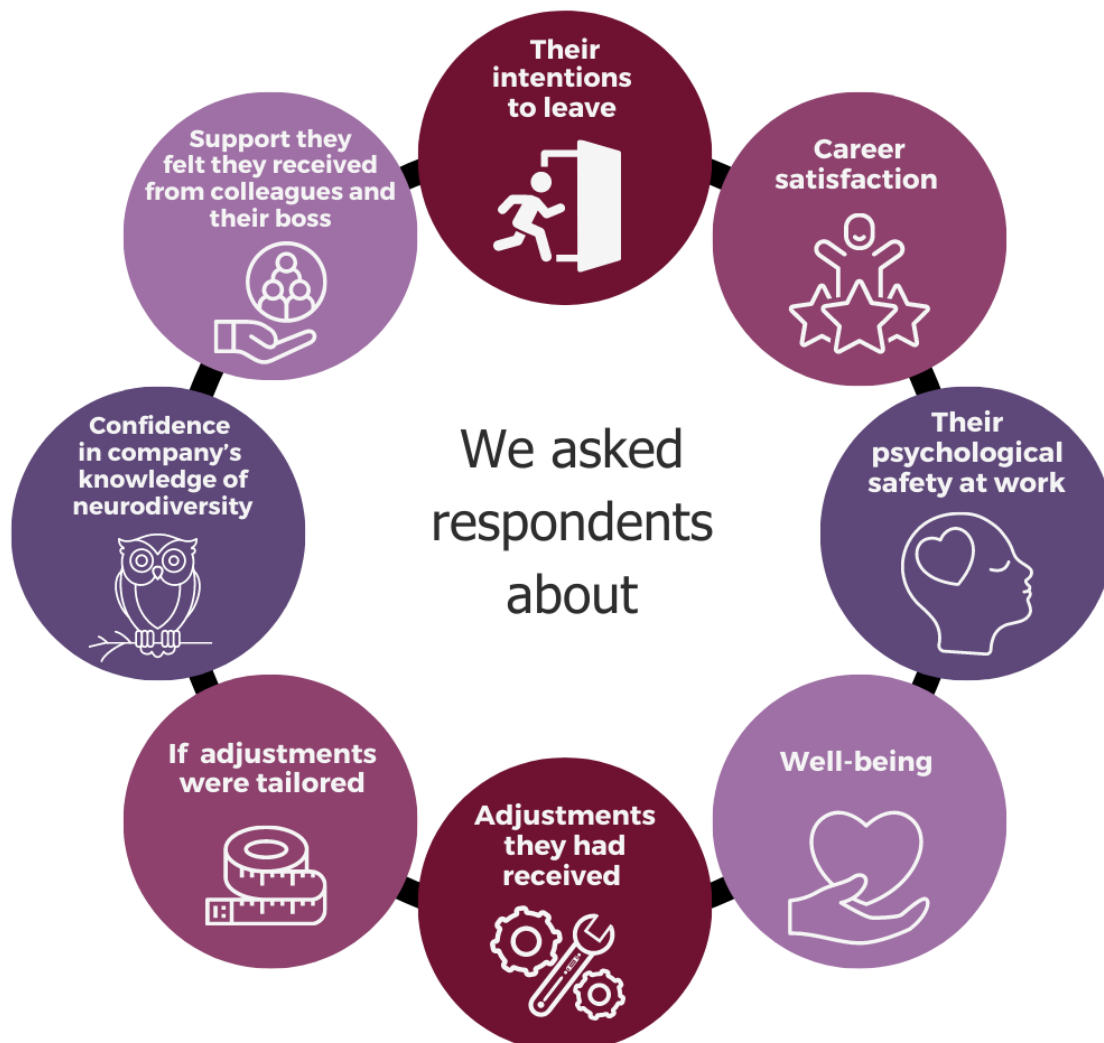 Their
intentions
to leave
Career
satisfaction
Their
psychological
safety at work
Well-being
Adjustments
they had
received
If adjustments
were tailored
Confidence
in company's
knowledge of
neurodiversity
Support they
felt they received
from colleagues and
their boss
We asked
respondents
about